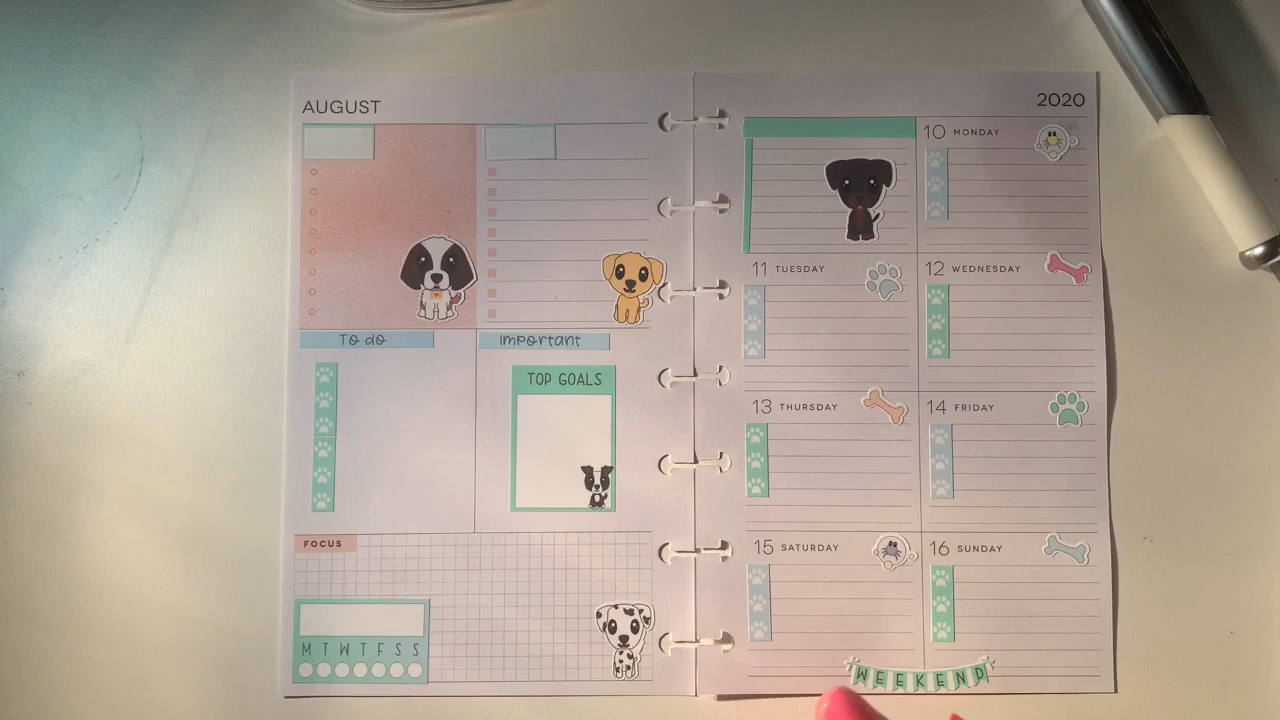 AUGUST
To do
Important
TOP GOALS
FOCUS
M T W T F S S
2020
10 MONDAY
11 TUESDAY
12 WEDNESDAY
13 THURSDAY
14 FRIDAY
15 SATURDAY
16 SUNDAY
WEEKEND